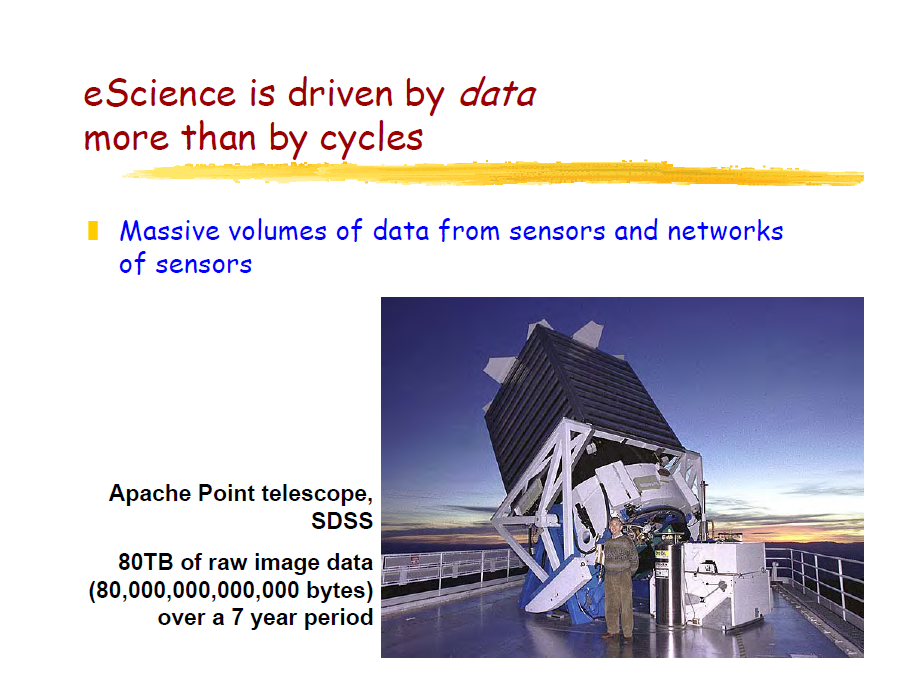 eScience is driven by data
more than by cycles
Massive volumes of data from sensors and networks
of sensors
Apache Point telescope,
SDSS
80TB of raw image data
(80,000,000,000,000 bytes)
over a 7 year period